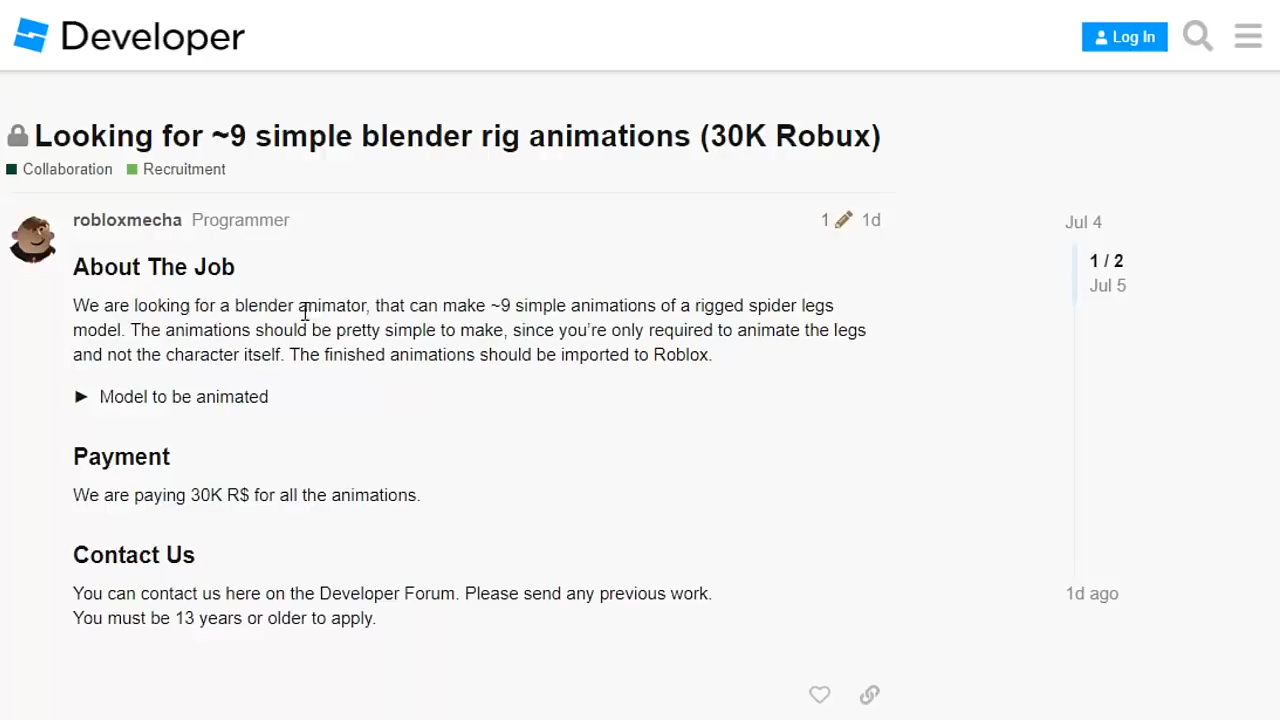 Developer
Log In
Looking for ~9 simple blender rig animations (30K Robux)
Collaboration Recruitment
robloxmecha Programmer
1 1d
Jul 4
About The Job
1 / 2
Jul 5
We are looking for a blender animator, that can make ~9 simple animations of a rigged spider legs
model. The animations should be pretty simple to make, since you’re only required to animate the legs
and not the character itself. The finished animations should be imported to Roblox.
► Model to be animated
Payment
We are paying 30K R$ for all the animations.
Contact Us
You can contact us here on the Developer Forum. Please send any previous work.
1d ago
You must be 13 years or older to apply.